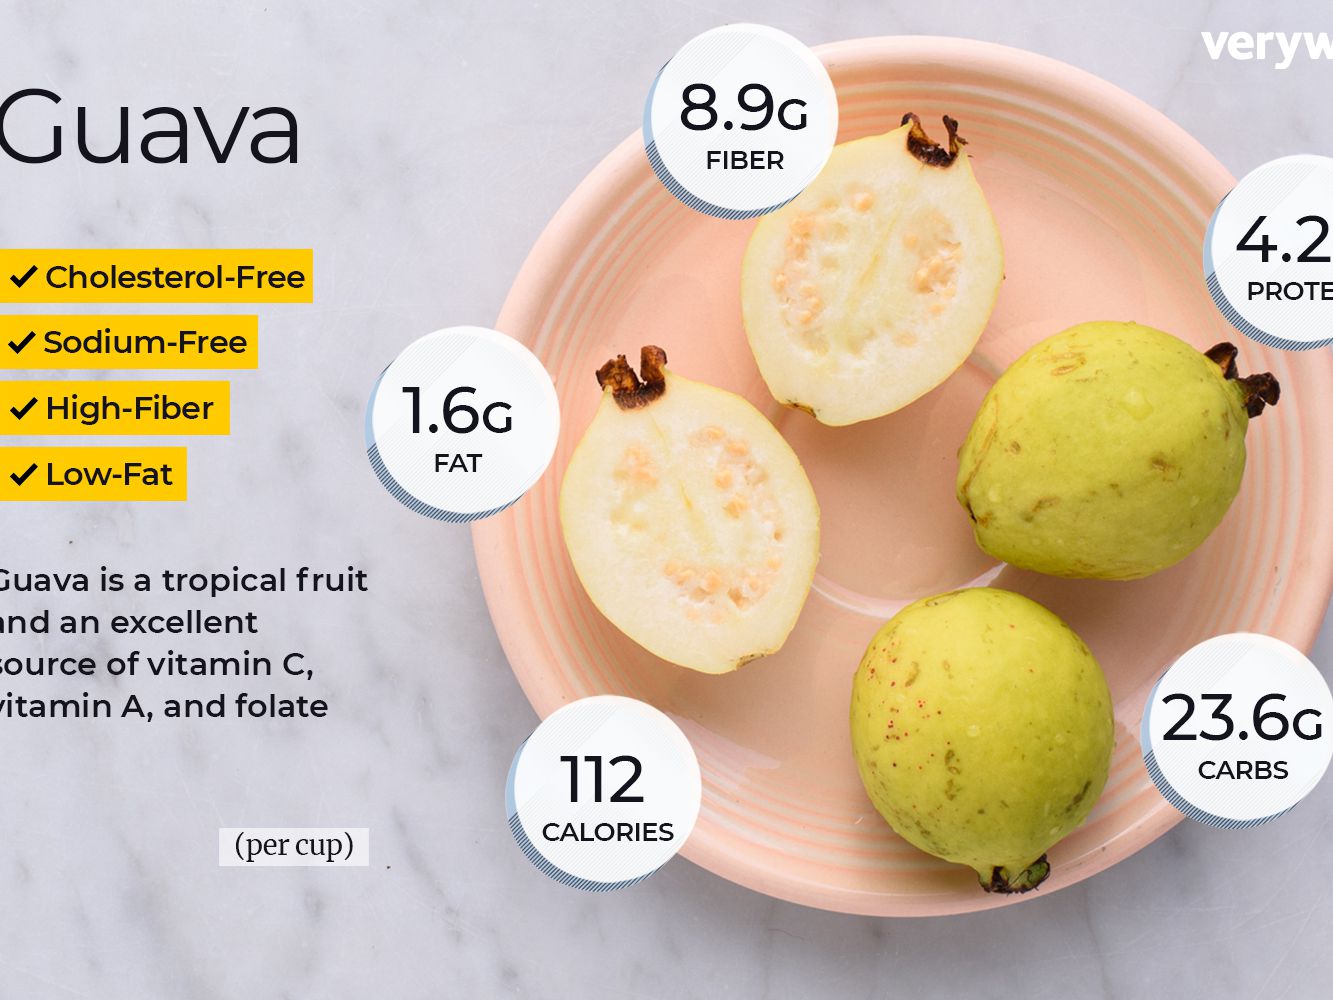 Guava
Cholesterol-Free
Sodium-Free
High-Fiber
Low-Fat
Guava is a tropical fruit
and an excellent
source of vitamin C,
vitamin A, and folate
(per cup)
8.9G
FIBER
4.2
PROTE
1.6G
FAT
112
CALORIES
23.6G
CARBS
veryw